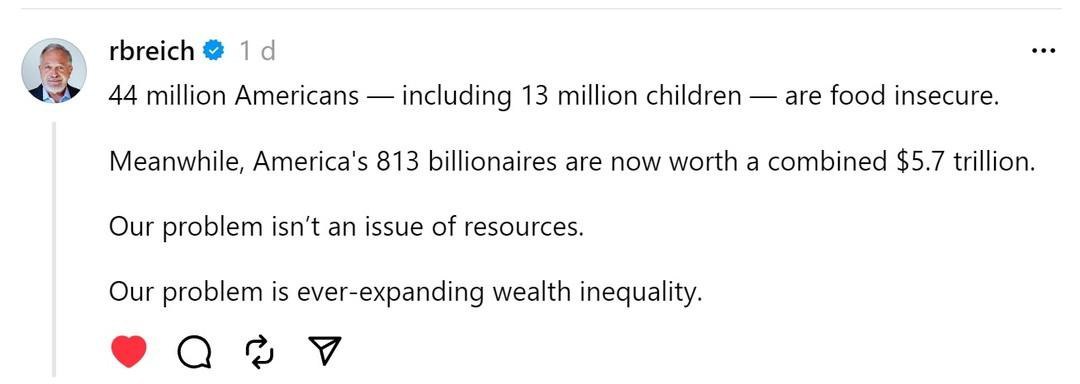 rbreich 1 d
44 million Americans — including 13 million children — are food insecure.
Meanwhile, America's 813 billionaires are now worth a combined $5.7 trillion.
Our problem isn’t an issue of resources.
Our problem is ever-expanding wealth inequality.